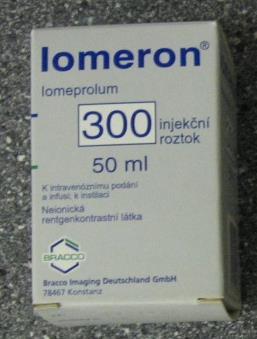 Iomeron®
Iomeprolum
300 injekční roztok
50 ml
K intravenóznímu podání
a infusi; k instilaci
Neionická
rentgenkontrastní látka
BRACCO
Bracco Imaging Deutschland GmbH
78467 Konstanz